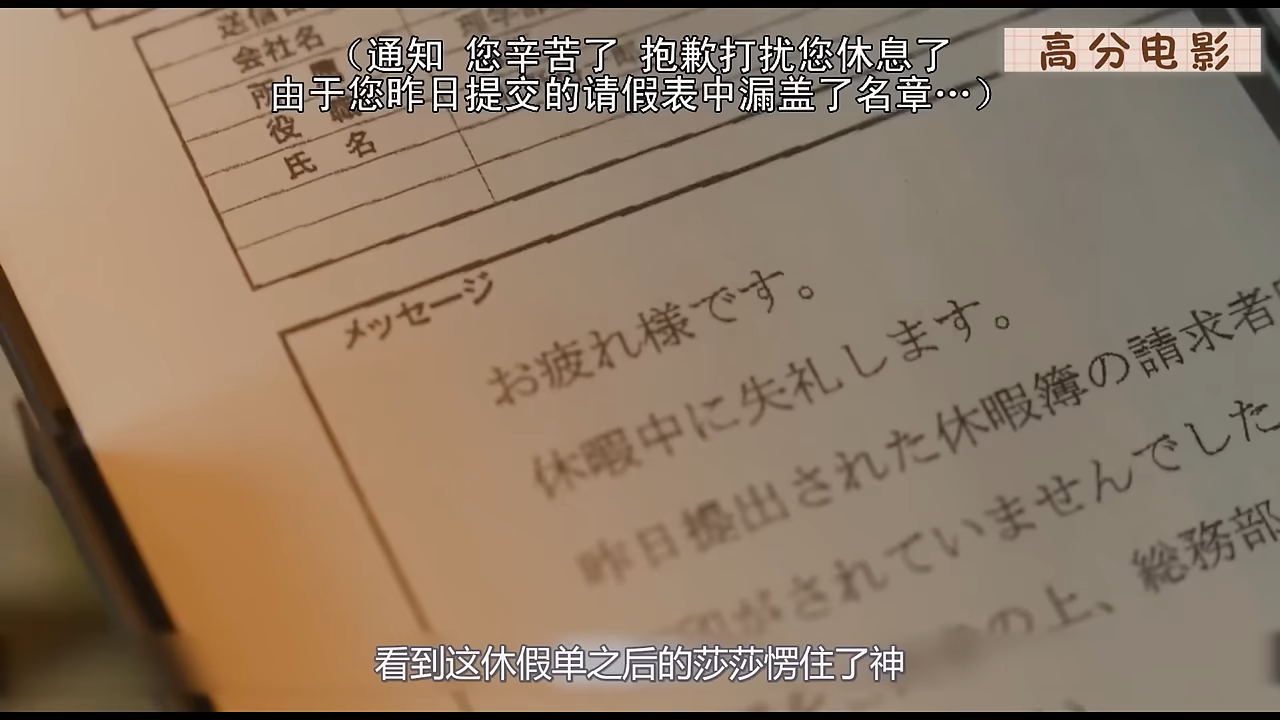 高分电影
（通知 您辛苦了 抱歉打扰您休息了
由于您昨日提交的请假表中漏盖了名章…）
会社名
役職
氏名
メッセージ
お疲れ様です。
休暇中に失礼します。
昨日提出された休暇簿の請求者
印がされていませんでした
の上、総務部
看到这休假单之后的莎莎愣住了神